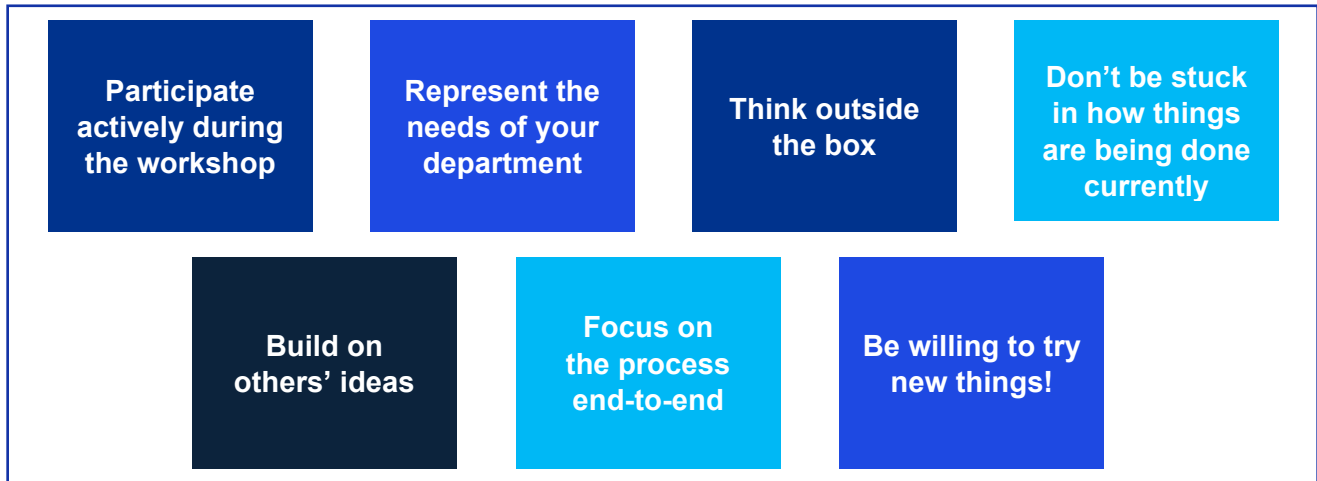 Participate
actively during
the workshop
Represent the
needs of your
department
Think outside
the box
Don’t be stuck
in how things
are being done
currently
Build on
others’ ideas
Focus on
the process
end-to-end
Be willing to try
new things!